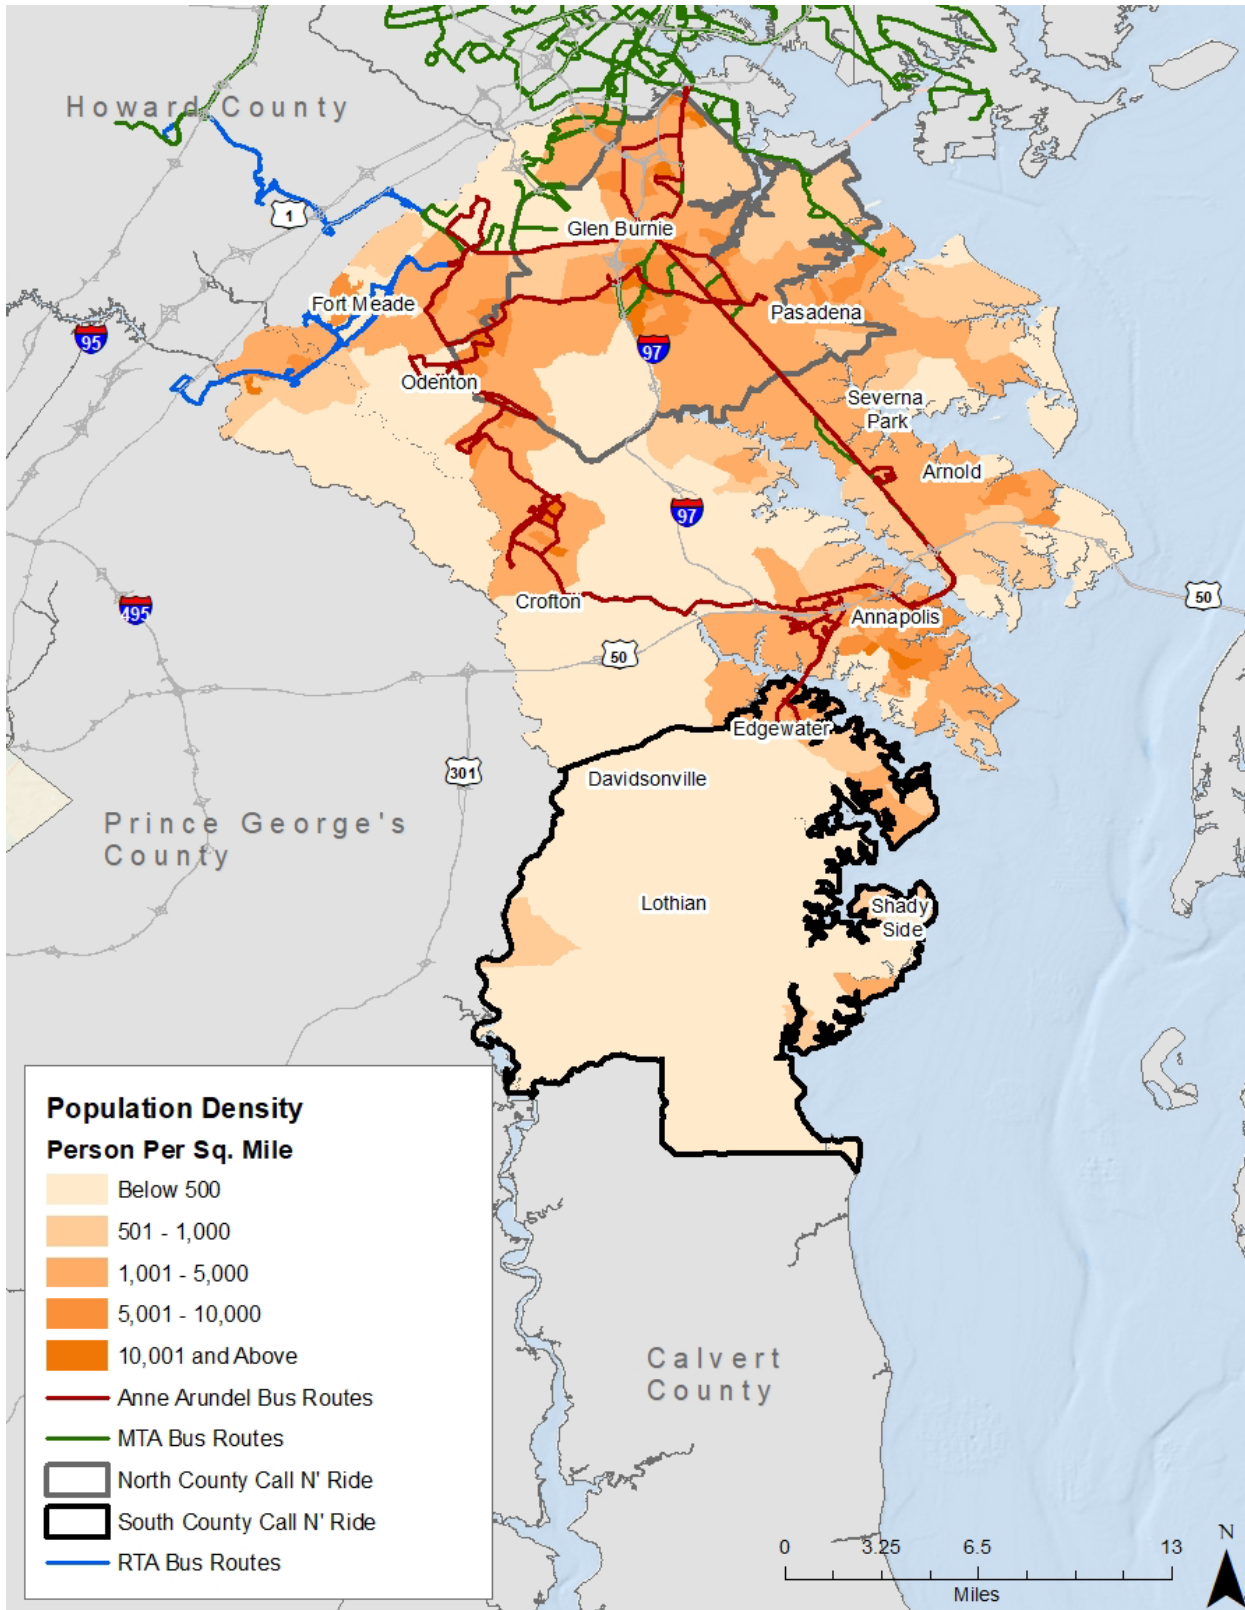 Howard County
1
Glen Burnie
Fort Meade
95
Pasadena
97
Odenton
Severna
Park
Arnold
97
Crofton
495
50
Annapolis
50
Edgewater
301
Davidsonville
Prince George's
County
Lothian
Shady
Side
Population Density
Person Per Sq. Mile
Below 500
501 - 1,000
1,001 - 5,000
5,001 - 10,000
10,001 and Above
Anne Arundel Bus Routes
MTA Bus Routes
North County Call N' Ride
South County Call N' Ride
RTA Bus Routes
Calvert
County
0 3.25 6.5 13
Miles
N